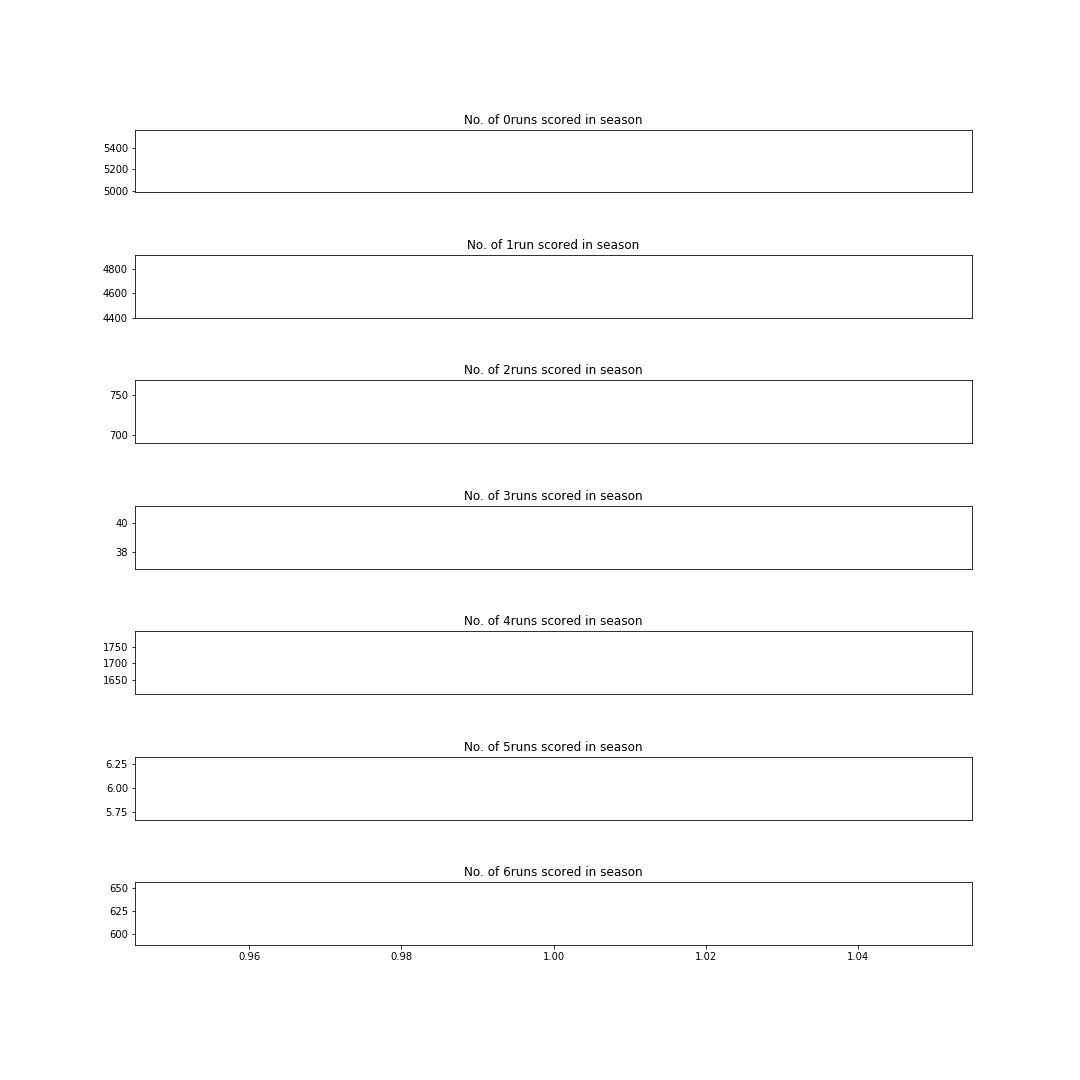 No. of 0runs scored in season
5400
5200
5000
No. of 1run scored in season
4800
4600
4400
No. of 2runs scored in season
750
700
No. of 3runs scored in season
40
38
No. of 4runs scored in season
1750
1700
1650
No. of 5runs scored in season
6.25
6.00
5.75
No. of 6runs scored in season
650
625
600
0.96 0.98 1.00 1.02 1.04